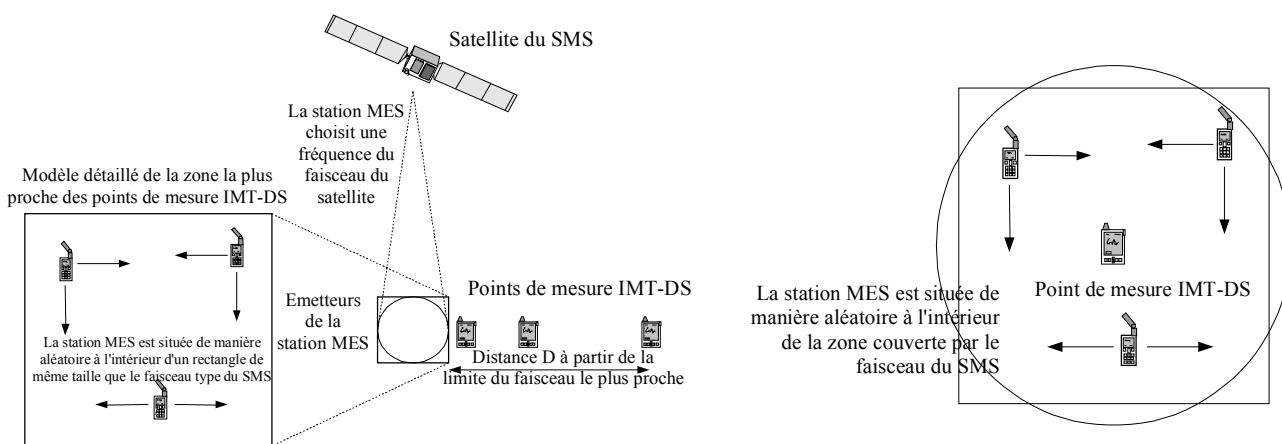 Satellite du SMS
La station MES
choisit une
fréquence du
faisceau du
satellite
Modèle détaillé de la zone la plus
proche des points de mesure IMT-DS
La station MES est située de manière
aléatoire à l'intérieur d'un rectangle de
même taille que le faisceau type du SMS
Emetteurs
de la
station MES
Points de mesure IMT-DS
Distance D à partir de la
limite du faisceau le plus proche
La station MES est située de
manière aléatoire à l'intérieur
de la zone couverte par le
faisceau du SMS
Point de mesure IMT-DS